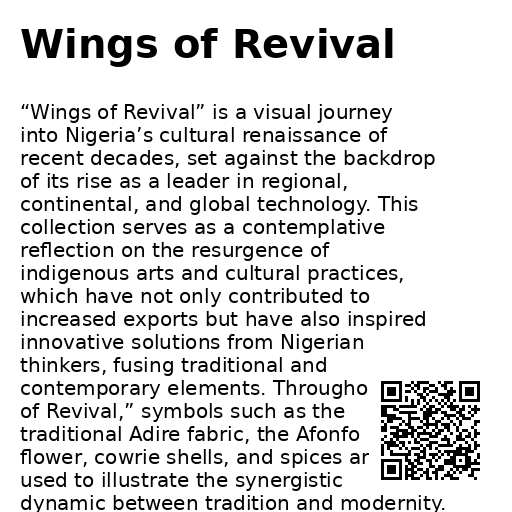 Wings of Revival
“Wings of Revival” is a visual journey
into Nigeria’s cultural renaissance of
recent decades, set against the backdrop
of its rise as a leader in regional,
continental, and global technology. This
collection serves as a contemplative
reflection on the resurgence of
indigenous arts and cultural practices,
which have not only contributed to
increased exports but have also inspired
innovative solutions from Nigerian
thinkers, fusing traditional and
contemporary elements. Througho
of Revival,” symbols such as the
traditional Adire fabric, the Afonfo
flower, cowrie shells, and spices ar
used to illustrate the synergistic
dynamic between tradition and modernity.